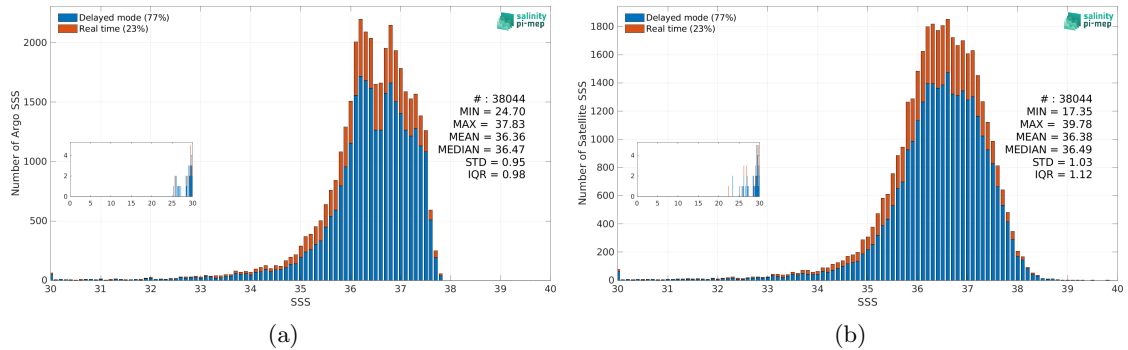 Delayed mode (77%)
Real time (23%)
salinity
pi-mep
Number of Argo SSS
2000
1500
1000
500
0
# : 38044
MIN = 24.70
MAX = 37.83
MEAN = 36.36
MEDIAN = 36.47
STD = 0.95
IQR = 0.98
4
2
0
0 5 10 15 20 25 30
30 31 32 33 34 35 36 37 38 39 40
SSS
(a)
Delayed mode (77%)
Real time (23%)
salinity
pi-mep
Number of Satellite SSS
1800
1600
1400
1200
1000
800
600
400
200
0
# : 38044
MIN = 17.35
MAX = 39.78
MEAN = 36.38
MEDIAN = 36.49
STD = 1.03
IQR = 1.12
4
2
0
0 5 10 15 20 25 30
30 31 32 33 34 35 36 37 38 39 40
SSS
(b)